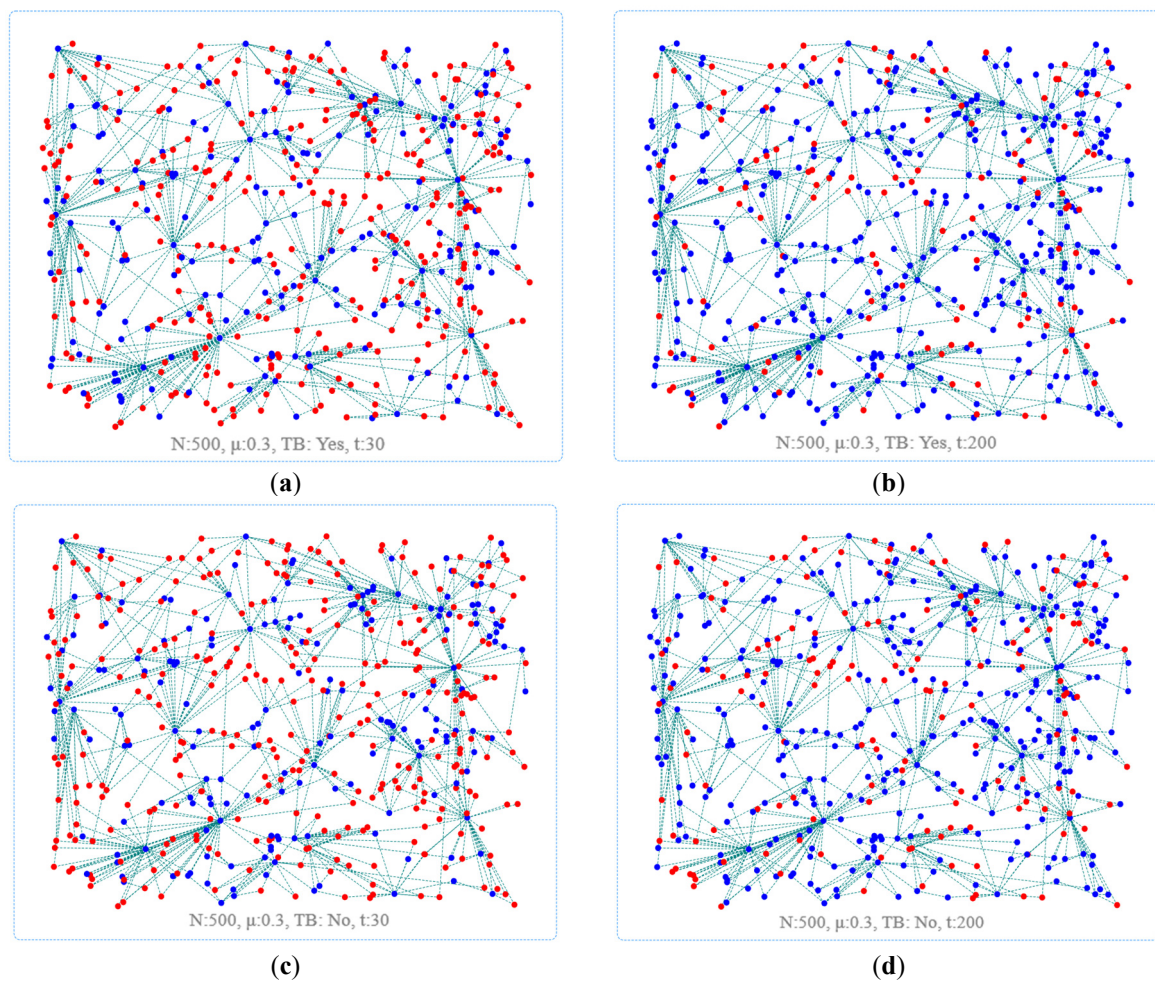 N:500, μ:0.3, TB: Yes, t:30
N:500, μ:0.3, TB: Yes, t:200
(a)
(b)
N:500, μ:0.3, TB: No, t:30
N:500, μ:0.3, TB: No, t:200
(c)
(d)